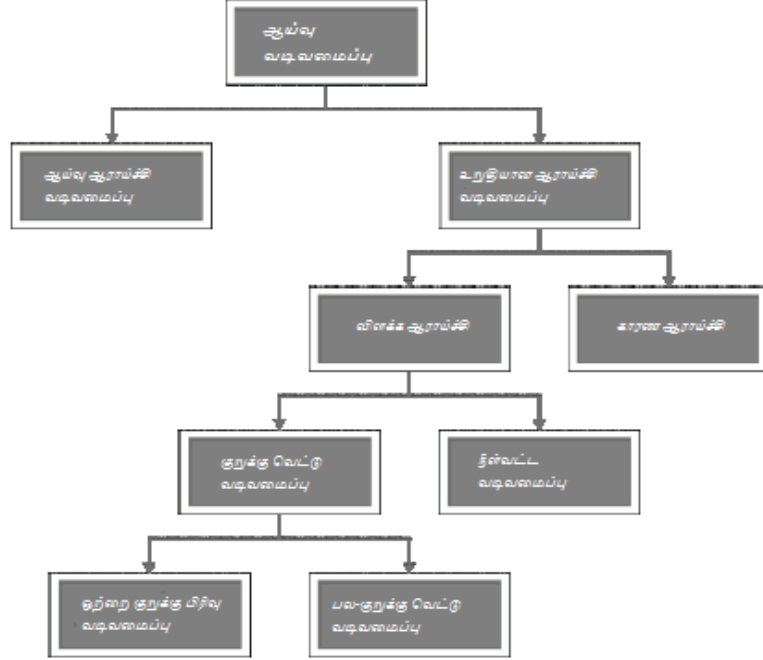 ஆய்வு
வடிவமைப்பு
ஆய்வு ஆராய்ச்சி
வடிவமைப்பு
உறுதியான ஆராய்ச்சி
வடிவமைப்பு
விளக்க ஆராய்ச்சி
காரண ஆராய்ச்சி
குறுக்கு வெட்டு
வடிவமைப்பு
நீள்வட்ட
வடிவமைப்பு
ஒற்றை குறுக்கு பிரிவு
வடிவமைப்பு
பல-குறுக்கு வெட்டு
வடிவமைப்பு